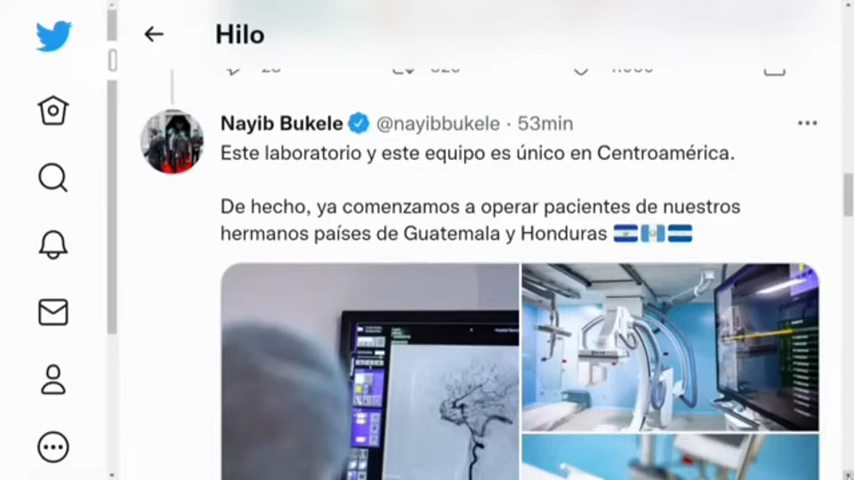 Hilo
Nayib Bukele @nayibbukele · 53min
Este laboratorio y este equipo es único en Centroamérica.
De hecho, ya comenzamos a operar pacientes de nuestros
hermanos países de Guatemala y Honduras 🇸🇻🇬🇹🇭🇳